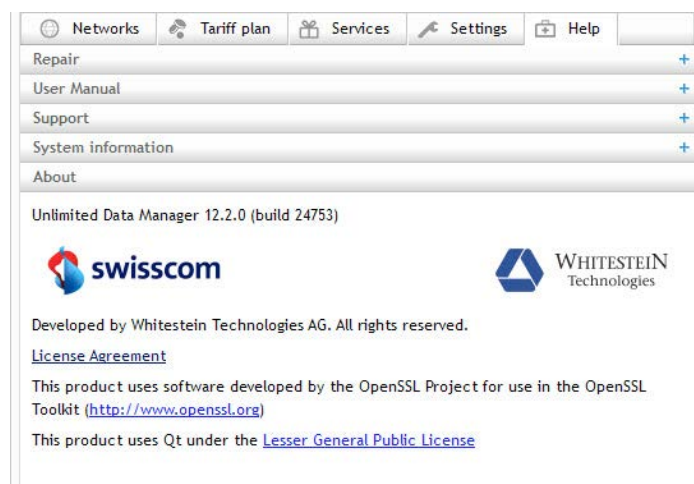 Networks Tariff plan Services Settings Help
Repair
User Manual
Support
System information
About
Unlimited Data Manager 12.2.0 (build 24753)
swisscom
WHITESTEIN
Technologies
Developed by Whitestein Technologies AG. All rights reserved.
License Agreement
This product uses software developed by the OpenSSL Project for use in the OpenSSL
Toolkit (http://www.openssl.org)
This product uses Qt under the Lesser General Public License